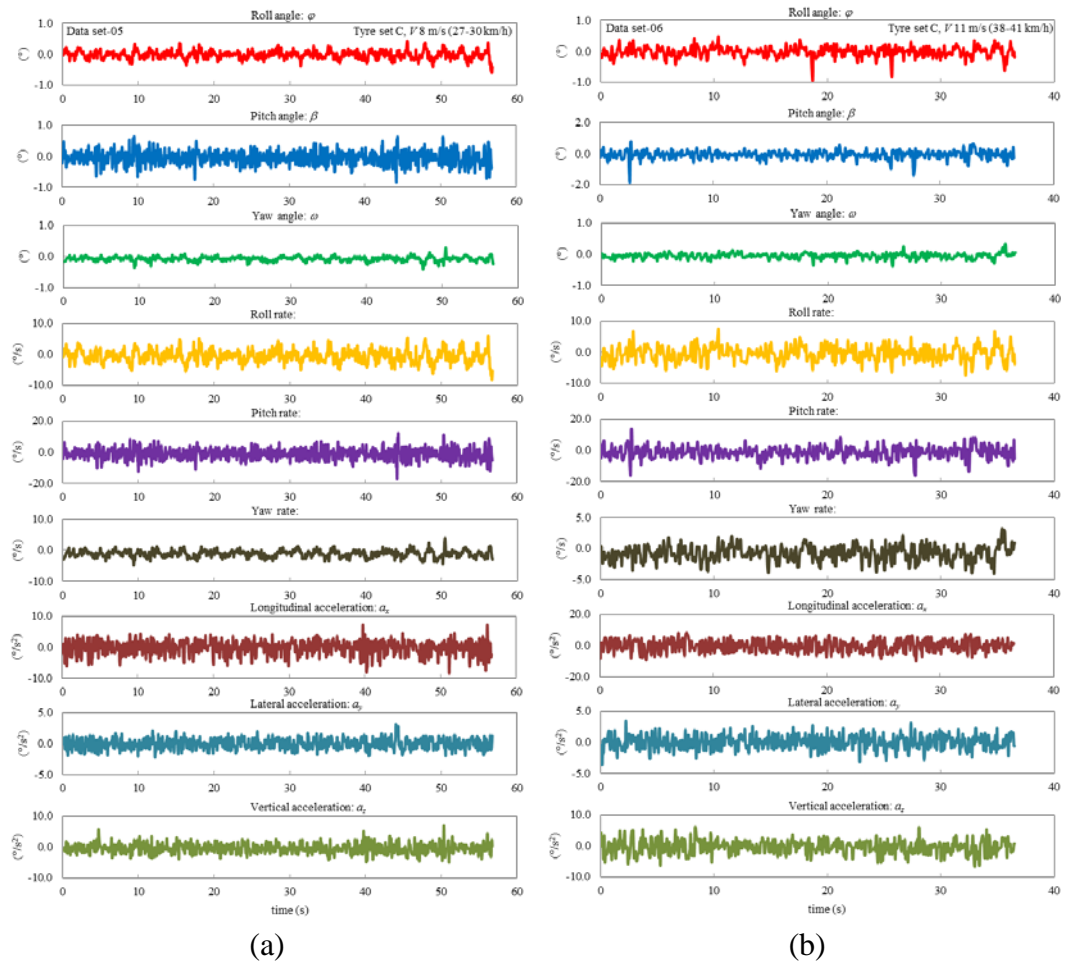 Roll angle: φ
Data set-05 Tyre set C, V 8 m/s (27-30 km/h)
1.0
0.0
-1.0
(°)
0 10 20 30 40 50 60
Pitch angle: β
1.0
0.0
-1.0
(°)
0 10 20 30 40 50 60
Yaw angle: ω
1.0
0.0
-1.0
(°)
0 10 20 30 40 50 60
Roll rate:
10.0
0.0
-10.0
(°/s)
0 10 20 30 40 50 60
Pitch rate:
20.0
0.0
-20.0
(°/s)
0 10 20 30 40 50 60
Yaw rate:
10.0
0.0
-10.0
(°/s)
0 10 20 30 40 50 60
Longitudinal acceleration: aₓ
10.0
0.0
-10.0
(°/s²)
0 10 20 30 40 50 60
Lateral acceleration: a_y
5.0
0.0
-5.0
(°/s²)
0 10 20 30 40 50 60
Vertical acceleration: a_z
10.0
0.0
-10.0
(°/s²)
0 10 20 30 40 50 60
time (s)
(a)
Roll angle: φ
Data set-06 Tyre set C, V 11 m/s (38-41 km/h)
1.0
0.0
-1.0
(°)
0 10 20 30 40
Pitch angle: β
2.0
0.0
-2.0
(°)
0 10 20 30 40
Yaw angle: ω
1.0
0.0
-1.0
(°)
0 10 20 30 40
Roll rate:
10.0
0.0
-10.0
(°/s)
0 10 20 30 40
Pitch rate:
20.0
0.0
-20.0
(°/s)
0 10 20 30 40
Yaw rate:
5.0
0.0
-5.0
(°/s)
0 10 20 30 40
Longitudinal acceleration: aₓ
20.0
0.0
-20.0
(°/s²)
0 10 20 30 40
Lateral acceleration: a_y
5.0
0.0
-5.0
(°/s²)
0 10 20 30 40
Vertical acceleration: a_z
10.0
0.0
-10.0
(°/s²)
0 10 20 30 40
time (s)
(b)